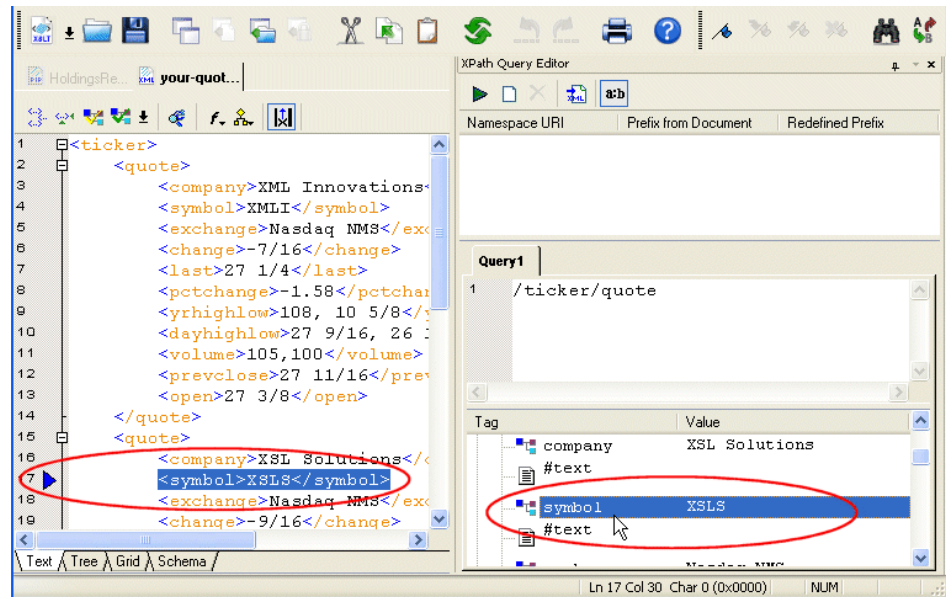 XPath Query Editor
HoldingsRe...
your-quot...
a:b
Namespace URI Prefix from Document Redefined Prefix
1 <ticker>
2 <quote>
3 <company>XML Innovations<
4 <symbol>XMLI</symbol>
5 <exchange>Nasdaq NMS</exc
6 <change>-7/16</change>
7 <last>27 1/4</last>
8 <pctchange>-1.58</pctchan
9 <yrhighlow>108, 10 5/8</y
10 <dayhighlow>27 9/16, 26
11 <volume>105,100</volume>
12 <prevclose>27 11/16</prev
13 <open>27 3/8</open>
14 </quote>
15 <quote>
16 <company>XSL Solutions</c
17 <symbol>XSLS</symbol>
18 <exchange>Nasdaq NMS</exc
19 <change>-9/16</change>
Text Tree Grid Schema
Query1
1 /ticker/quote
Tag Value
company XSL Solutions
#text
symbol XSLS
#text
Ln 17 Col 30 Char 0 (0x0000) NUM